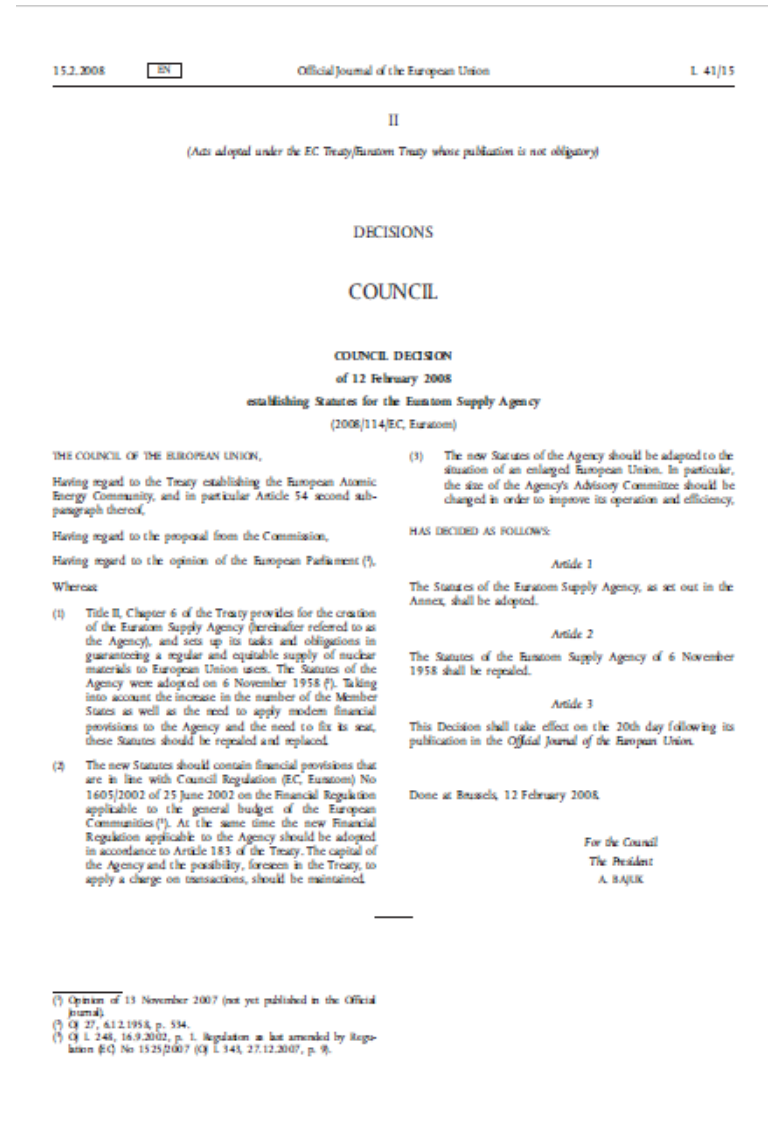 15.2.2008 EN Official Journal of the European Union L 41/15
II
(Acts adopted under the EC Treaty/Euratom Treaty whose publication is not obligatory)
DECISIONS
COUNCIL
COUNCIL DECISION
of 12 February 2008
establishing Statutes for the Euratom Supply Agency
(2008/114/EC, Euratom)
THE COUNCIL OF THE EUROPEAN UNION,
Having regard to the Treaty establishing the European Atomic
Energy Community, and in particular Article 54 second sub-
paragraph thereof,
Having regard to the proposal from the Commission,
Having regard to the opinion of the European Parliament (¹),
Whereas:
(1) Title II, Chapter 6 of the Treaty provides for the creation
of the Euratom Supply Agency (hereinafter referred to as
the Agency), and sets up its tasks and obligations in
guaranteeing a regular and equitable supply of nuclear
materials to European Union users. The Statutes of the
Agency were adopted on 6 November 1958 (²). Taking
into account the increase in the number of the Member
States as well as the need to apply modern financial
provisions to the Agency and the need to fix its seat,
these Statutes should be repealed and replaced.
(2) The new Statutes should contain financial provisions that
are in line with Council Regulation (EC, Euratom) No
1605/2002 of 25 June 2002 on the Financial Regulation
applicable to the general budget of the European
Communities (³). At the same time the new Financial
Regulation applicable to the Agency should be adopted
in accordance to Article 183 of the Treaty. The capital of
the Agency and the possibility, foreseen in the Treaty, to
apply a charge on transactions, should be maintained.
(3) The new Statutes of the Agency should be adapted to the
situation of an enlarged European Union. In particular,
the size of the Agency's Advisory Committee should be
changed in order to improve its operation and efficiency,
HAS DECIDED AS FOLLOWS:
Article 1
The Statutes of the Euratom Supply Agency, as set out in the
Annex, shall be adopted.
Article 2
The Statutes of the Euratom Supply Agency of 6 November
1958 shall be repealed.
Article 3
This Decision shall take effect on the 20th day following its
publication in the Official Journal of the European Union.
Done at Brussels, 12 February 2008.
For the Council
The President
A. BAJUK
(¹) Opinion of 13 November 2007 (not yet published in the Official
Journal).
(²) OJ 27, 6.12.1958, p. 534.
(³) OJ L 248, 16.9.2002, p. 1. Regulation as last amended by Regu-
lation (EC) No 1525/2007 (OJ L 343, 27.12.2007, p. 9).